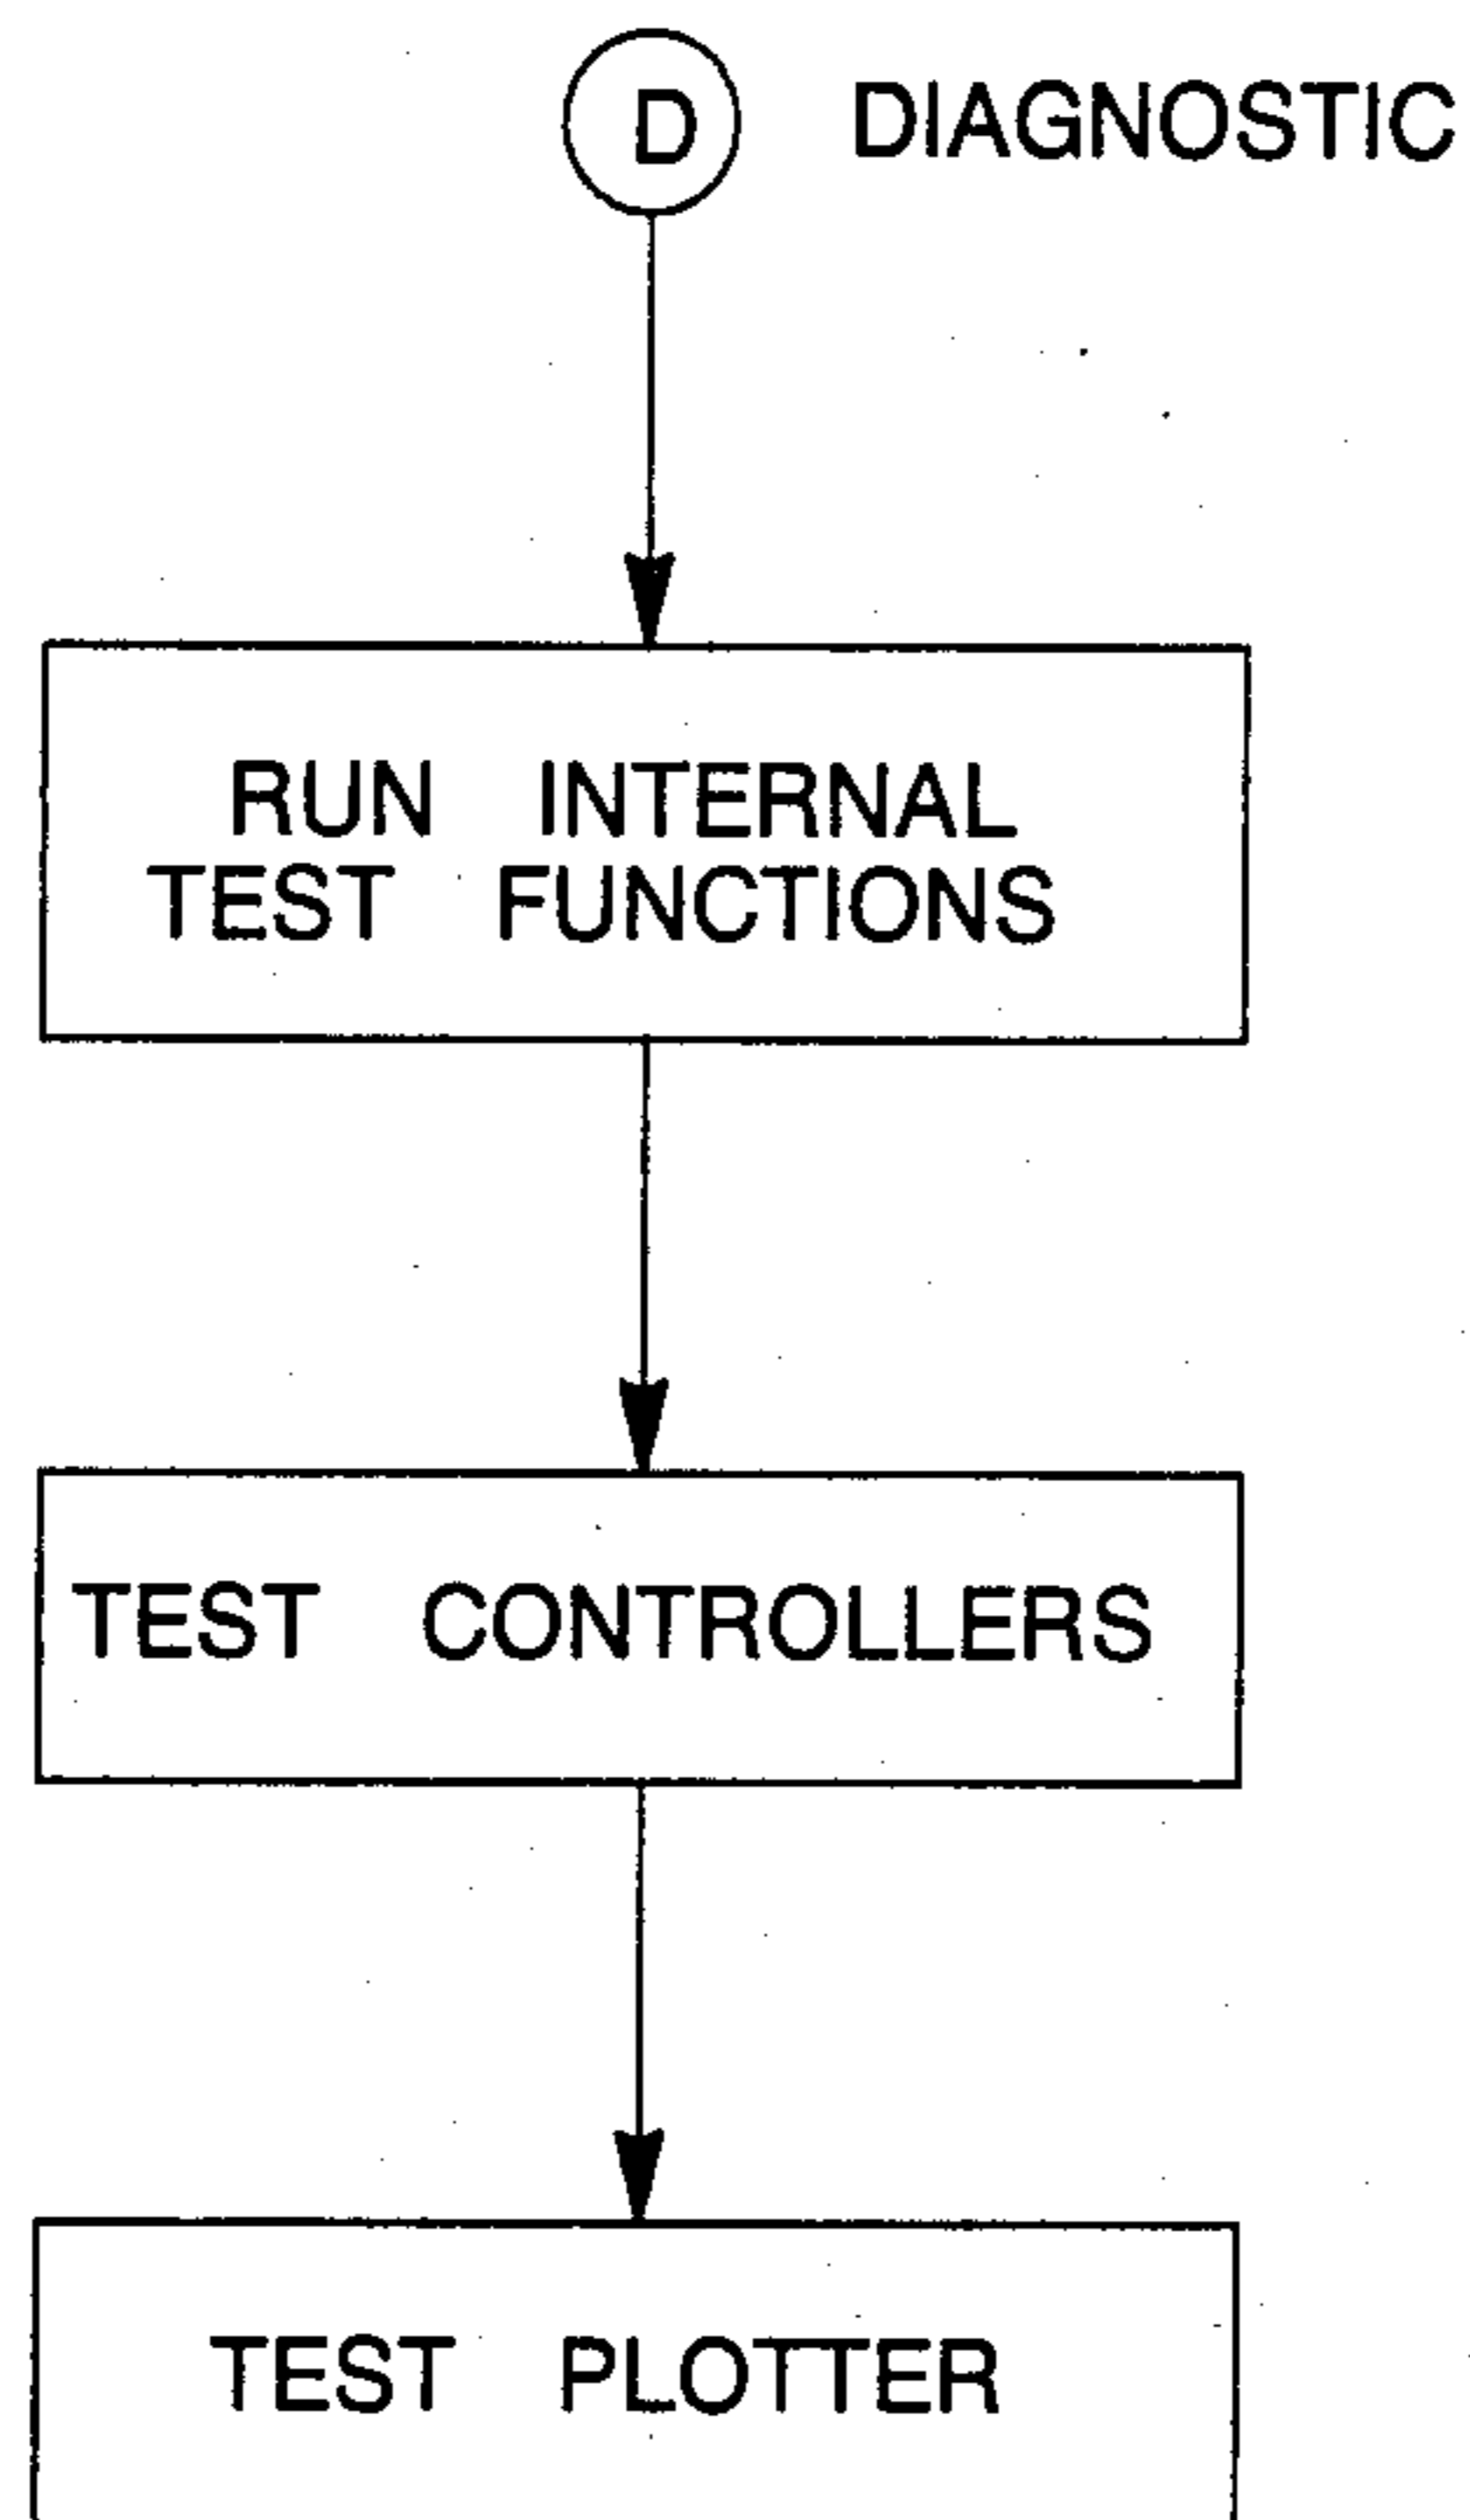 D DIAGNOSTIC
RUN INTERNAL
TEST FUNCTIONS
TEST CONTROLLERS
TEST PLOTTER